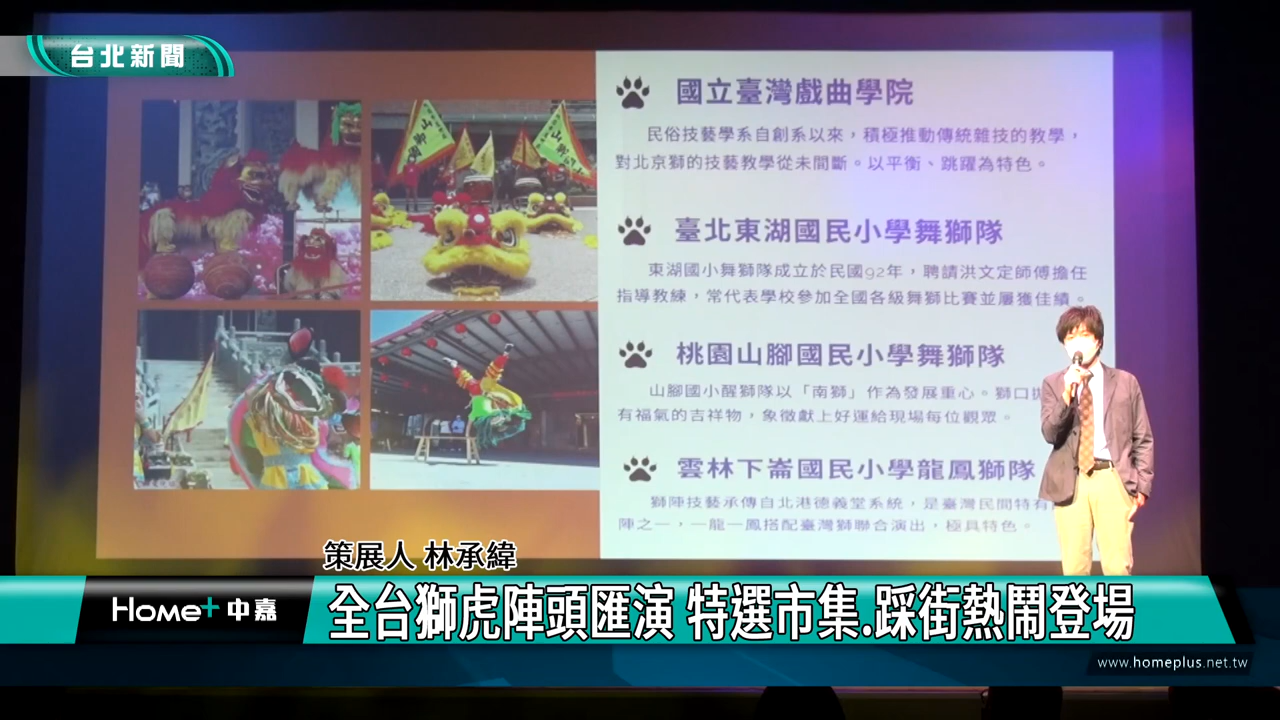 台北新聞
國立臺灣戲曲學院
民俗技藝學系自創系以來，積極推動傳統雜技的教學，
對北京獅的技藝教學從未間斷。以平衡、跳躍為特色。
臺北東湖國民小學舞獅隊
東湖國小舞獅隊成立於民國92年，聘請洪文定師傅擔任
指導教練，常代表學校參加全國各級舞獅比賽並屢獲佳績。
桃園山腳國民小學舞獅隊
山腳國小醒獅隊以「南獅」作為發展重心。獅口
有福氣的吉祥物，象徵獻上好運給現場每位觀眾。
雲林下崙國民小學龍鳳獅隊
獅陣技藝承傳自北港德義堂系統，是臺灣民間特有
陣之一，一龍一鳳搭配臺灣獅聯合演出，極具特色。
策展人 林承緯
Home+中嘉
全台獅虎陣頭匯演 特選市集.踩街熱鬧登場
www.homeplus.net.tw